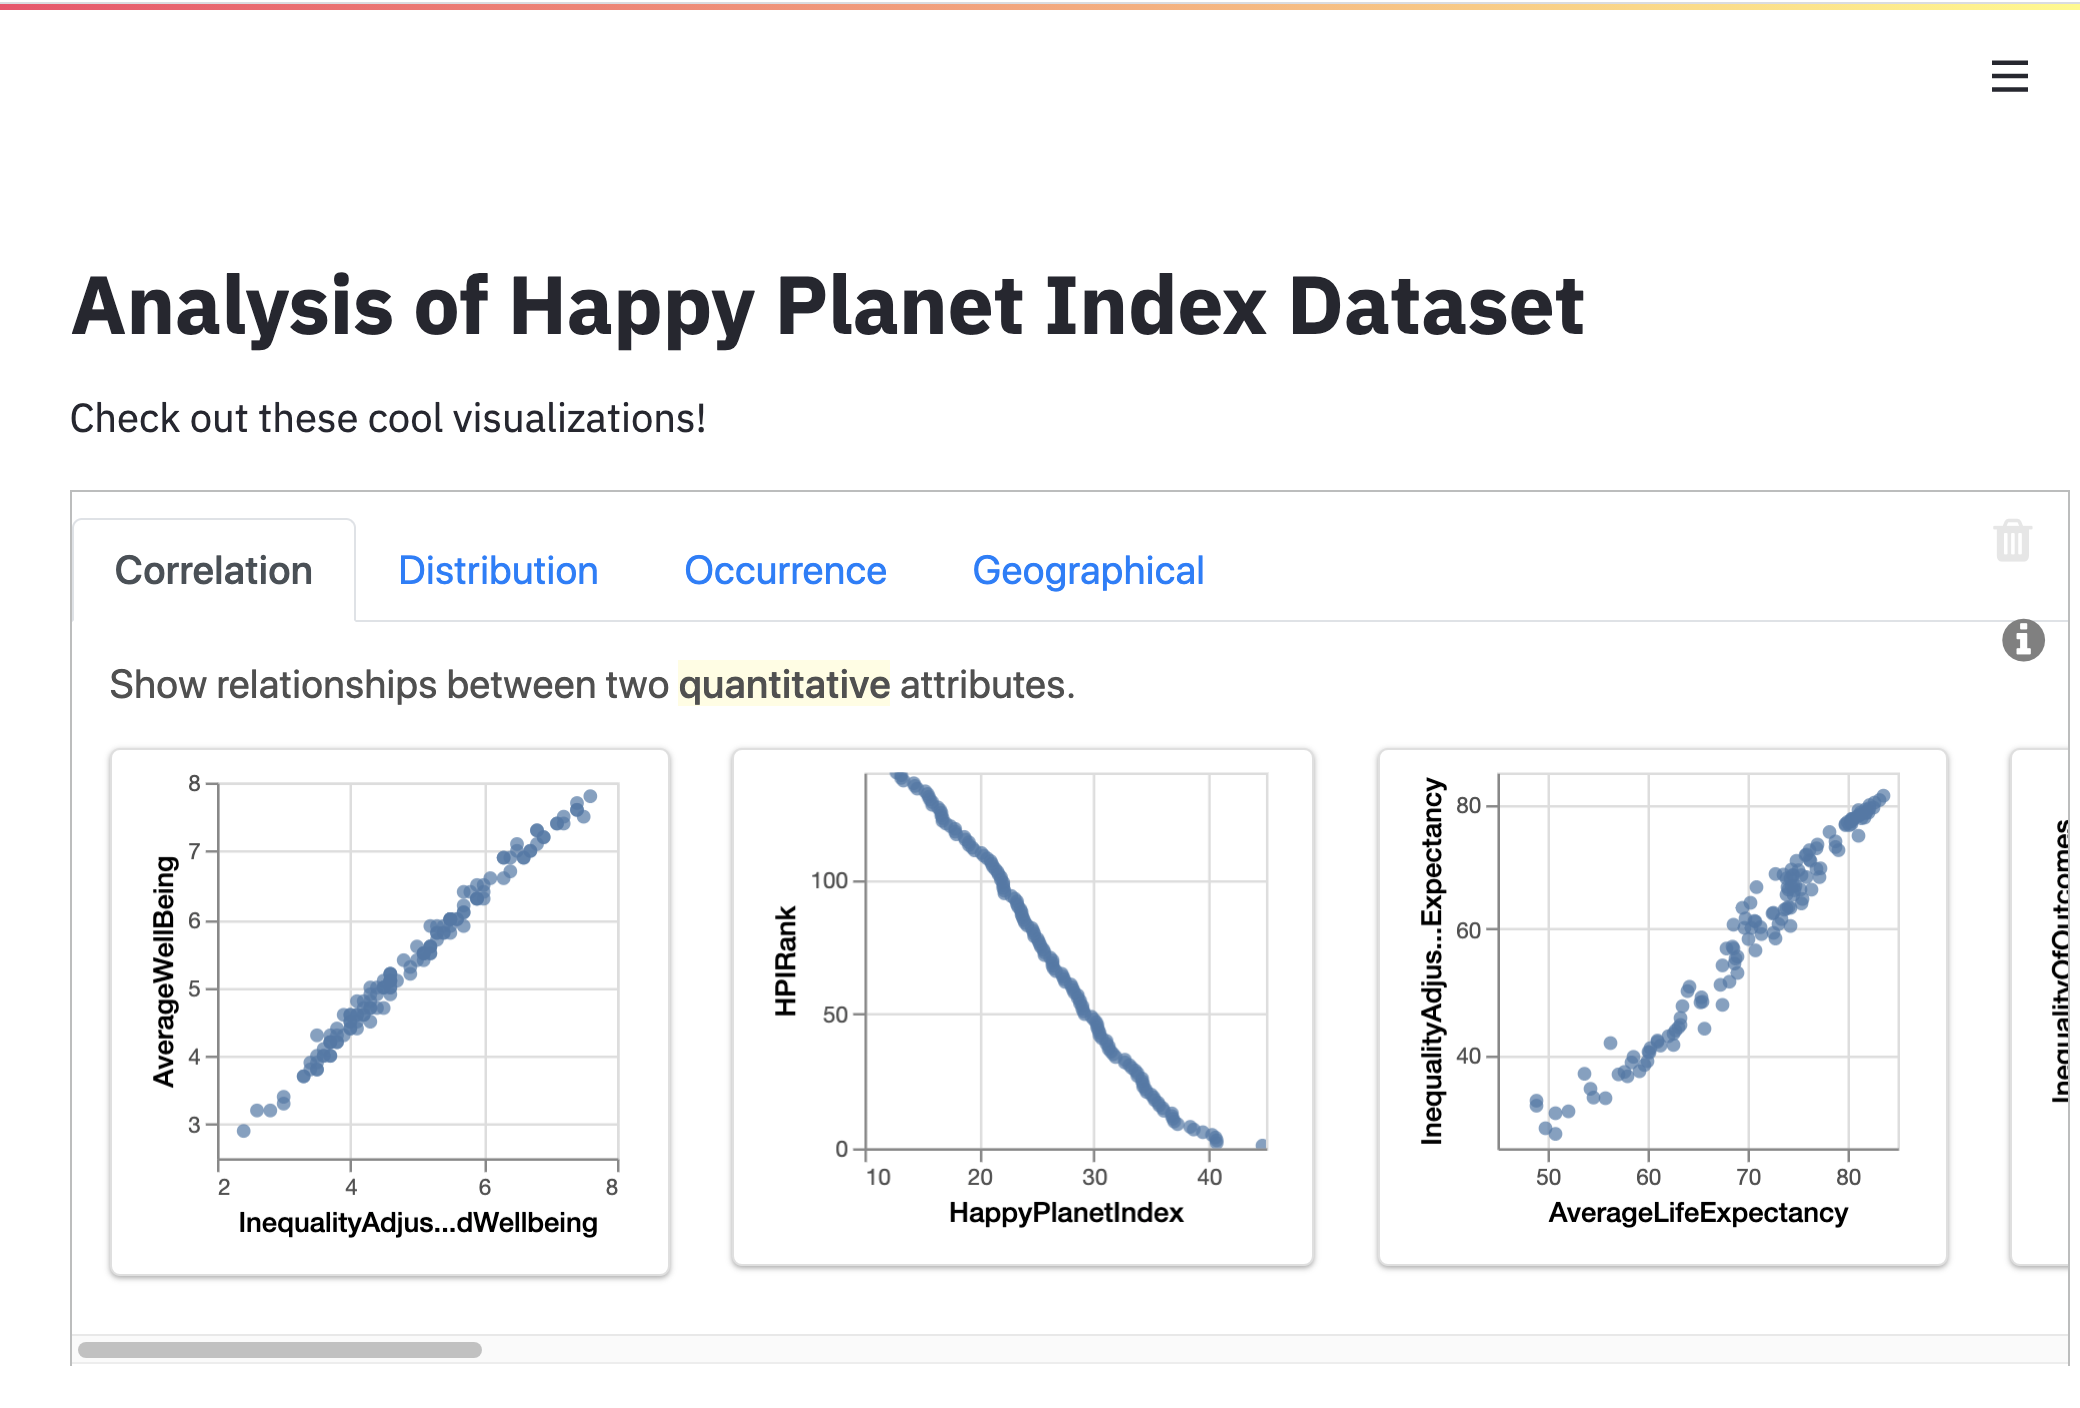 Analysis of Happy Planet Index Dataset
Check out these cool visualizations!
Correlation Distribution Occurrence Geographical
Show relationships between two quantitative attributes.
AverageWellBeing
8
7
6
5
4
3
2 4 6 8
InequalityAdjus...dWellbeing
HPIRank
100
50
0
10 20 30 40
HappyPlanetIndex
InequalityAdjus...Expectancy
80
60
40
50 60 70 80
AverageLifeExpectancy
InequalityOfOutcomes